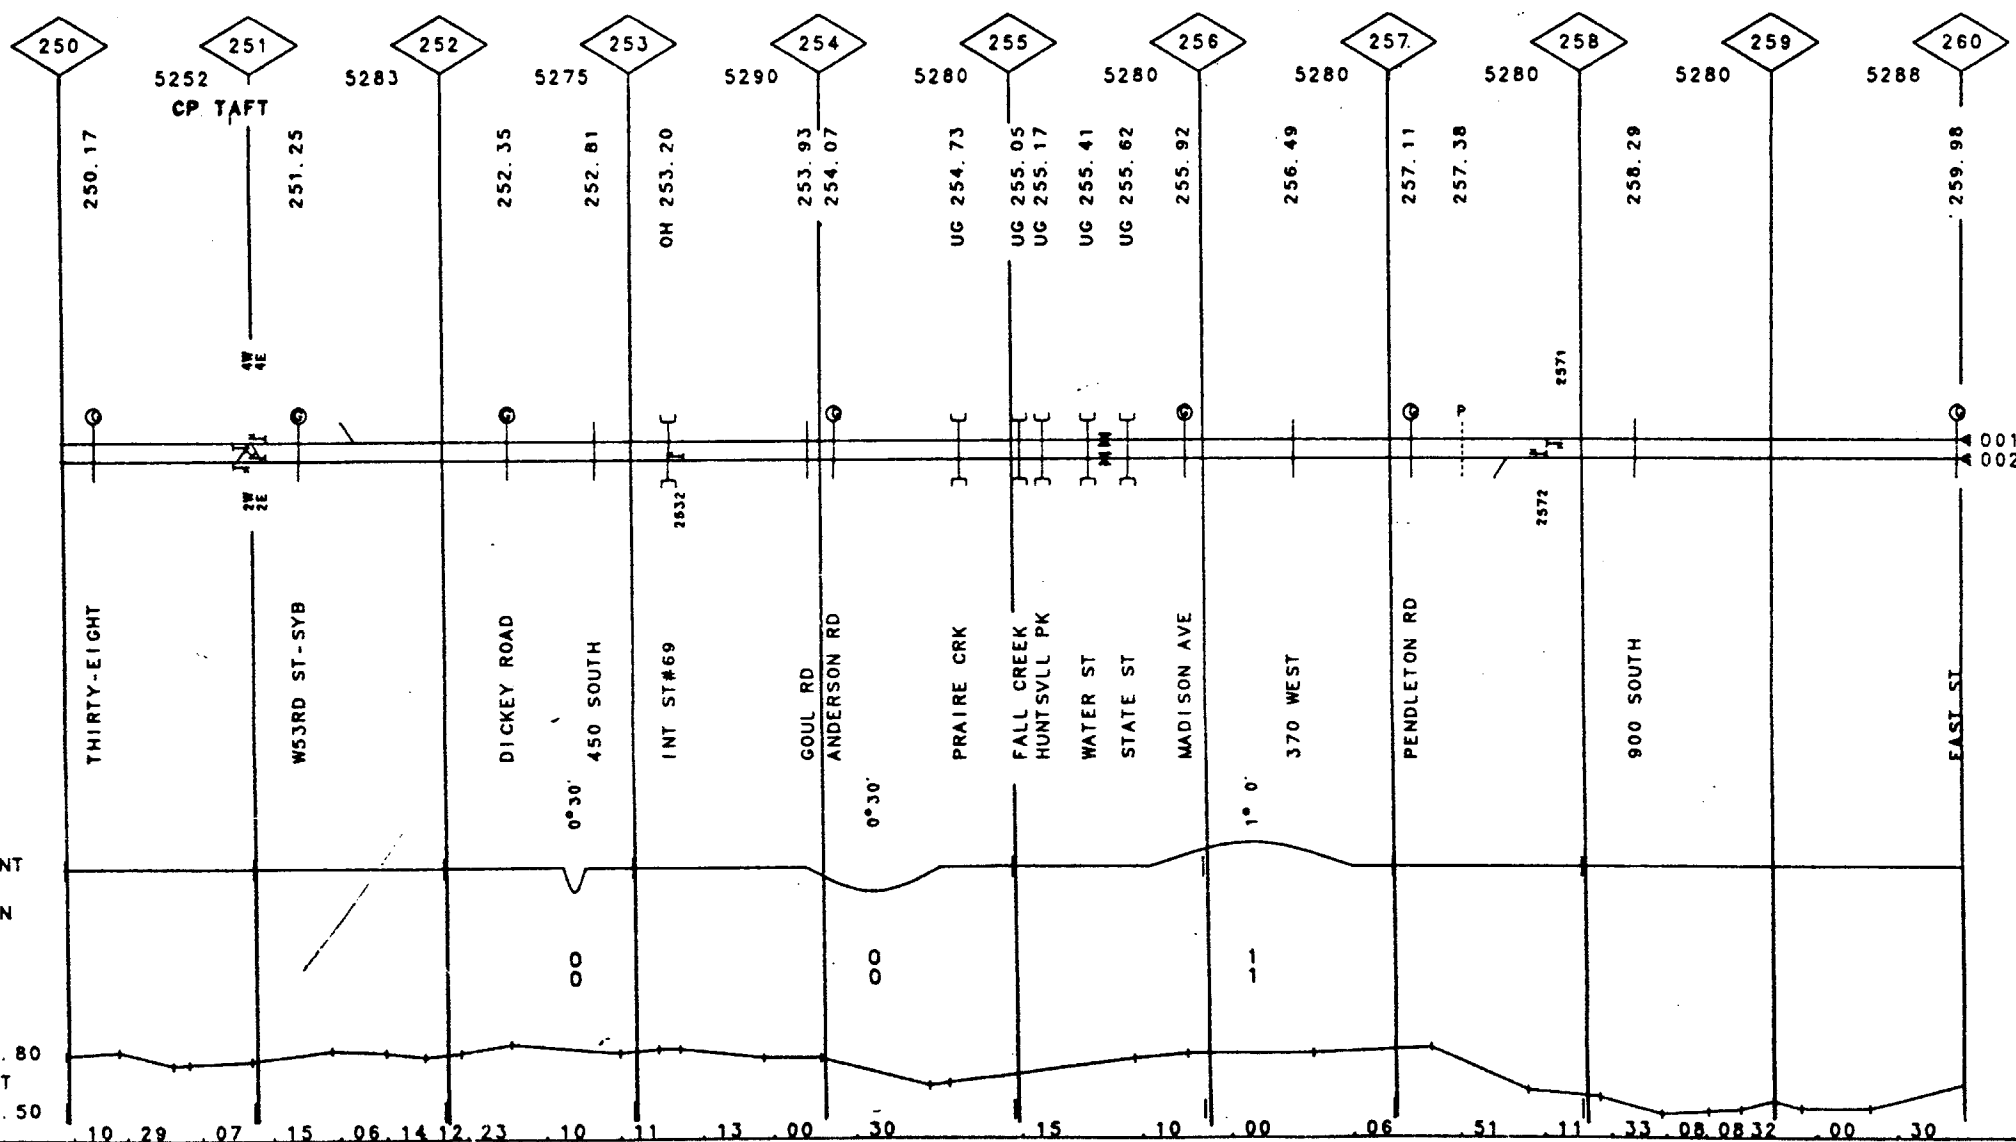 250 251 252 253 254 255 256 257. 258 259 260
5252 5283 5275 5290 5280 5280 5280 5280 5280 5288
CP TAFT
250.17
251.25
252.35
252.81
OH 253.20
253.93
254.07
UG 254.73
UG 255.05
UG 255.17
UG 255.41
UG 255.62
255.92
256.49
257.11
257.38
258.29
259.98
4W
4E
2571
G G G G G G P G
001
002
2W
2E
2532
2572
THIRTY-EIGHT
W53RD ST-SYB
DICKEY ROAD
450 SOUTH
INT ST#69
GOUL RD
ANDERSON RD
PRAIRE CRK
FALL CREEK
HUNTSVLL PK
WATER ST
STATE ST
MADISON AVE
370 WEST
PENDLETON RD
900 SOUTH
EAST ST
0°30'
0°30'
1° 0'
NT
N
0 0 1
0 0 1
.80
T
.50
.10 .29 .07 .15 .06 .14 .12 .23 .10 .11 .13 .00 .30 .15 .10 .00 .06 .51 .11 .33 .08 .08 .32 .00 .30